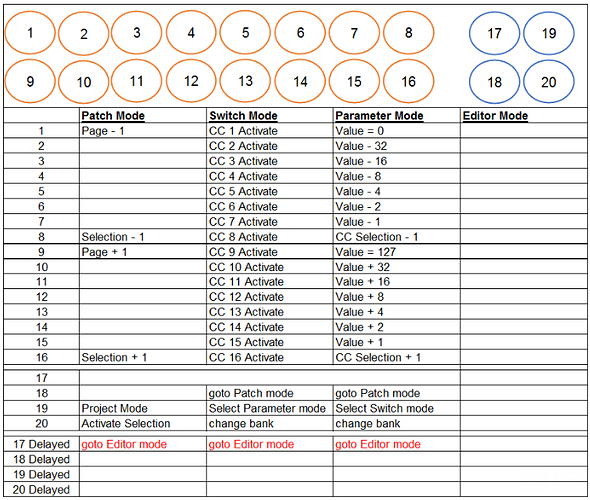 1 2 3 4 5 6 7 8 17 19
9 10 11 12 13 14 15 16 18 20
Patch Mode Switch Mode Parameter Mode Editor Mode
1 Page - 1 CC 1 Activate Value = 0
2 CC 2 Activate Value - 32
3 CC 3 Activate Value - 16
4 CC 4 Activate Value - 8
5 CC 5 Activate Value - 4
6 CC 6 Activate Value - 2
7 CC 7 Activate Value - 1
8 Selection - 1 CC 8 Activate CC Selection - 1
9 Page + 1 CC 9 Activate Value = 127
10 CC 10 Activate Value + 32
11 CC 11 Activate Value + 16
12 CC 12 Activate Value + 8
13 CC 13 Activate Value + 4
14 CC 14 Activate Value + 2
15 CC 15 Activate Value + 1
16 Selection + 1 CC 16 Activate CC Selection + 1
17
18 goto Patch mode goto Patch mode
19 Project Mode Select Parameter mode Select Switch mode
20 Activate Selection change bank change bank
17 Delayed goto Editor mode goto Editor mode goto Editor mode
18 Delayed
19 Delayed
20 Delayed